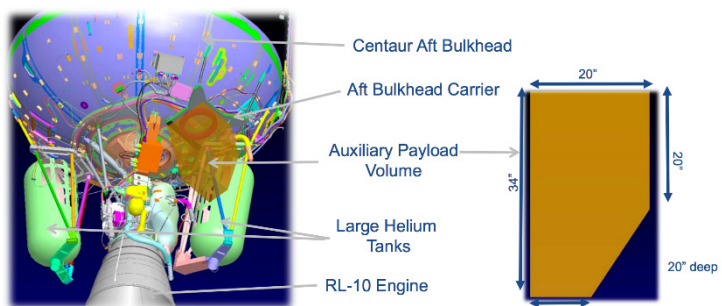 Centaur Aft Bulkhead
Aft Bulkhead Carrier
Auxiliary Payload
Volume
Large Helium
Tanks
RL-10 Engine
20”
34”
20”
20” deep